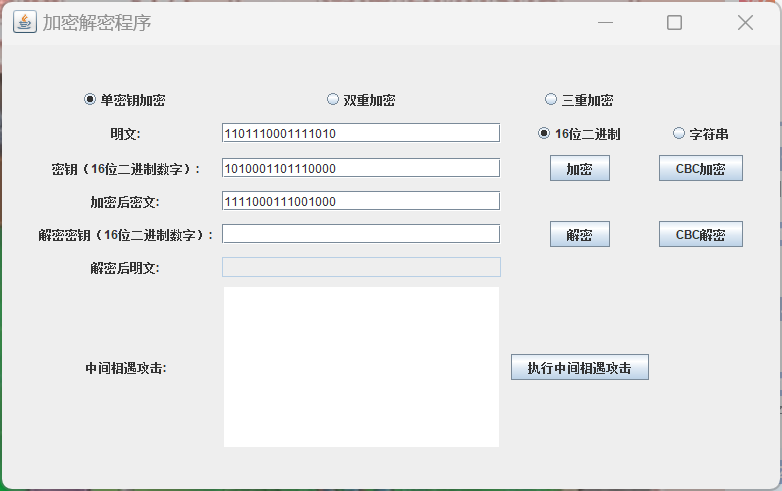 加密解密程序
单密钥加密 双重加密 三重加密
明文: 1101110001111010 16位二进制 字符串
密钥（16位二进制数字）: 1010001101110000 加密 CBC加密
加密后密文: 1111000111001000
解密密钥（16位二进制数字）: 解密 CBC解密
解密后明文:
中间相遇攻击: 执行中间相遇攻击